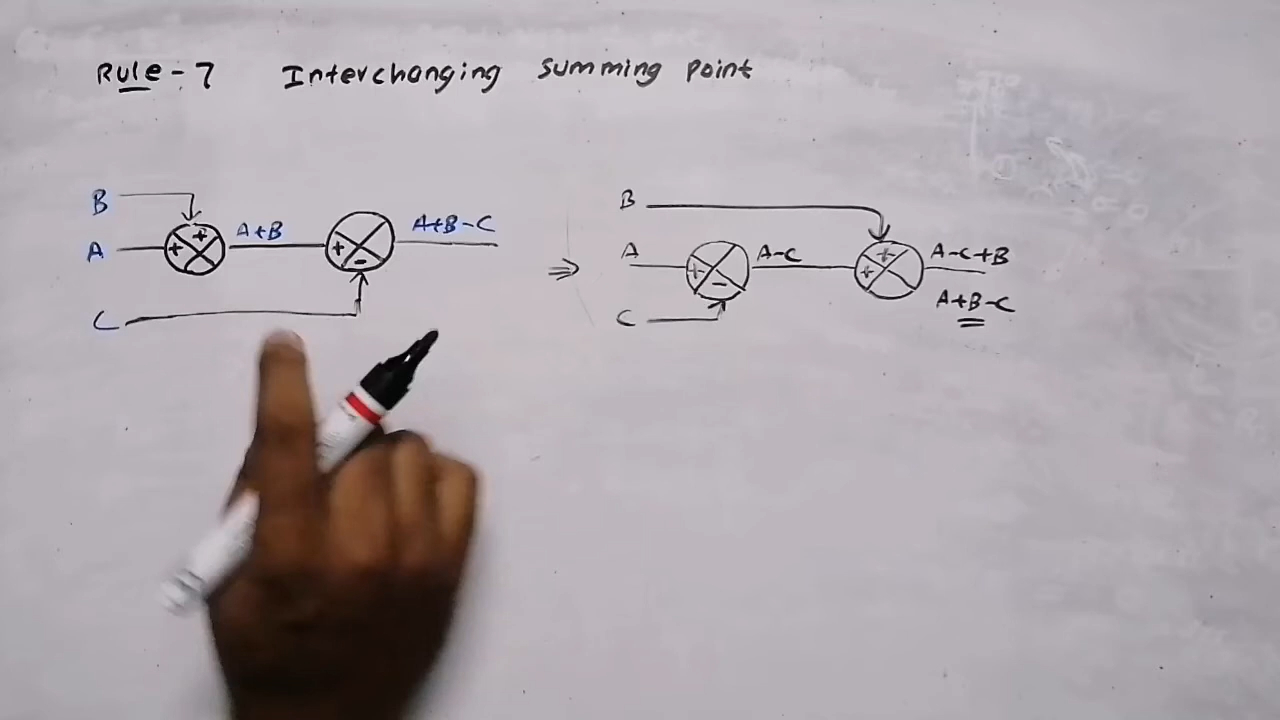 Rule - 7 Interchanging summing point
B
A
C
+
+
A+B
+
-
A+B-C
⇒
B
A
C
+
-
A-C
+
+
A-C+B
A+B-C